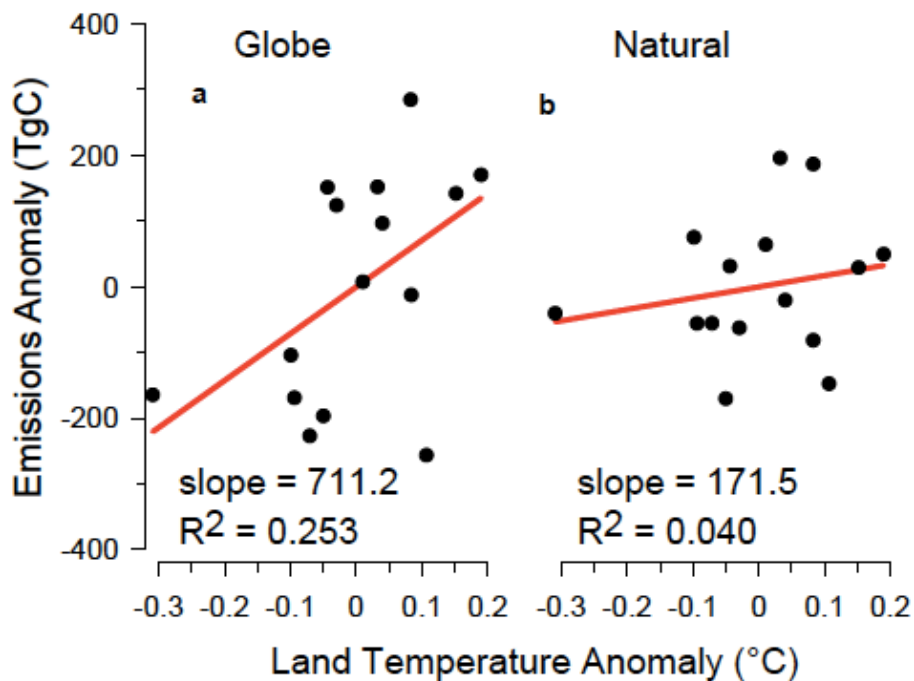 Globe
Natural
a
b
Emissions Anomaly (TgC)
400
200
0
-200
-400
slope = 711.2
R² = 0.253
slope = 171.5
R² = 0.040
-0.3 -0.2 -0.1 0 0.1 0.2
-0.3 -0.2 -0.1 0 0.1 0.2
Land Temperature Anomaly (°C)